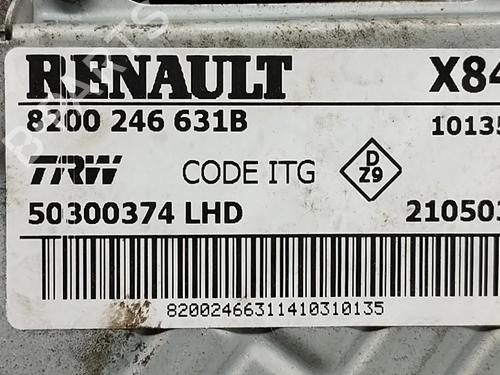 RENAULT X84
8200 246 631B 10135
TRW CODE ITG D Z9
50300374 LHD 210503
82002466311410310135